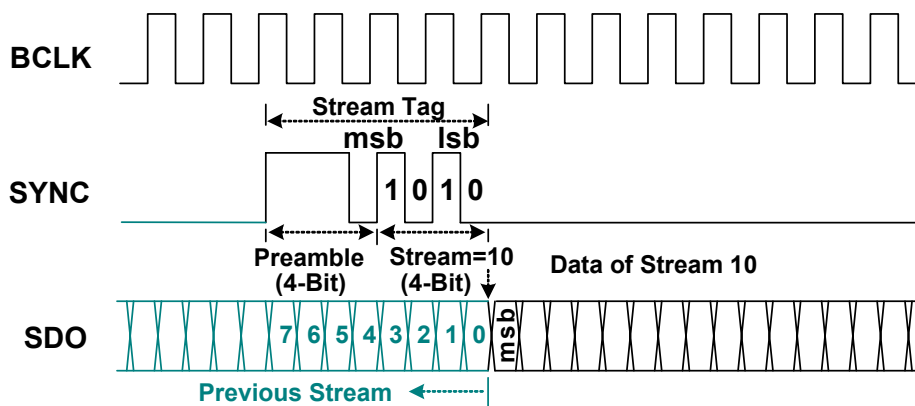 BCLK
Stream Tag
msb lsb
SYNC
1 0 1 0
Preamble
(4-Bit)
Stream=10
(4-Bit)
Data of Stream 10
SDO
7 6 5 4 3 2 1 0
msb
Previous Stream